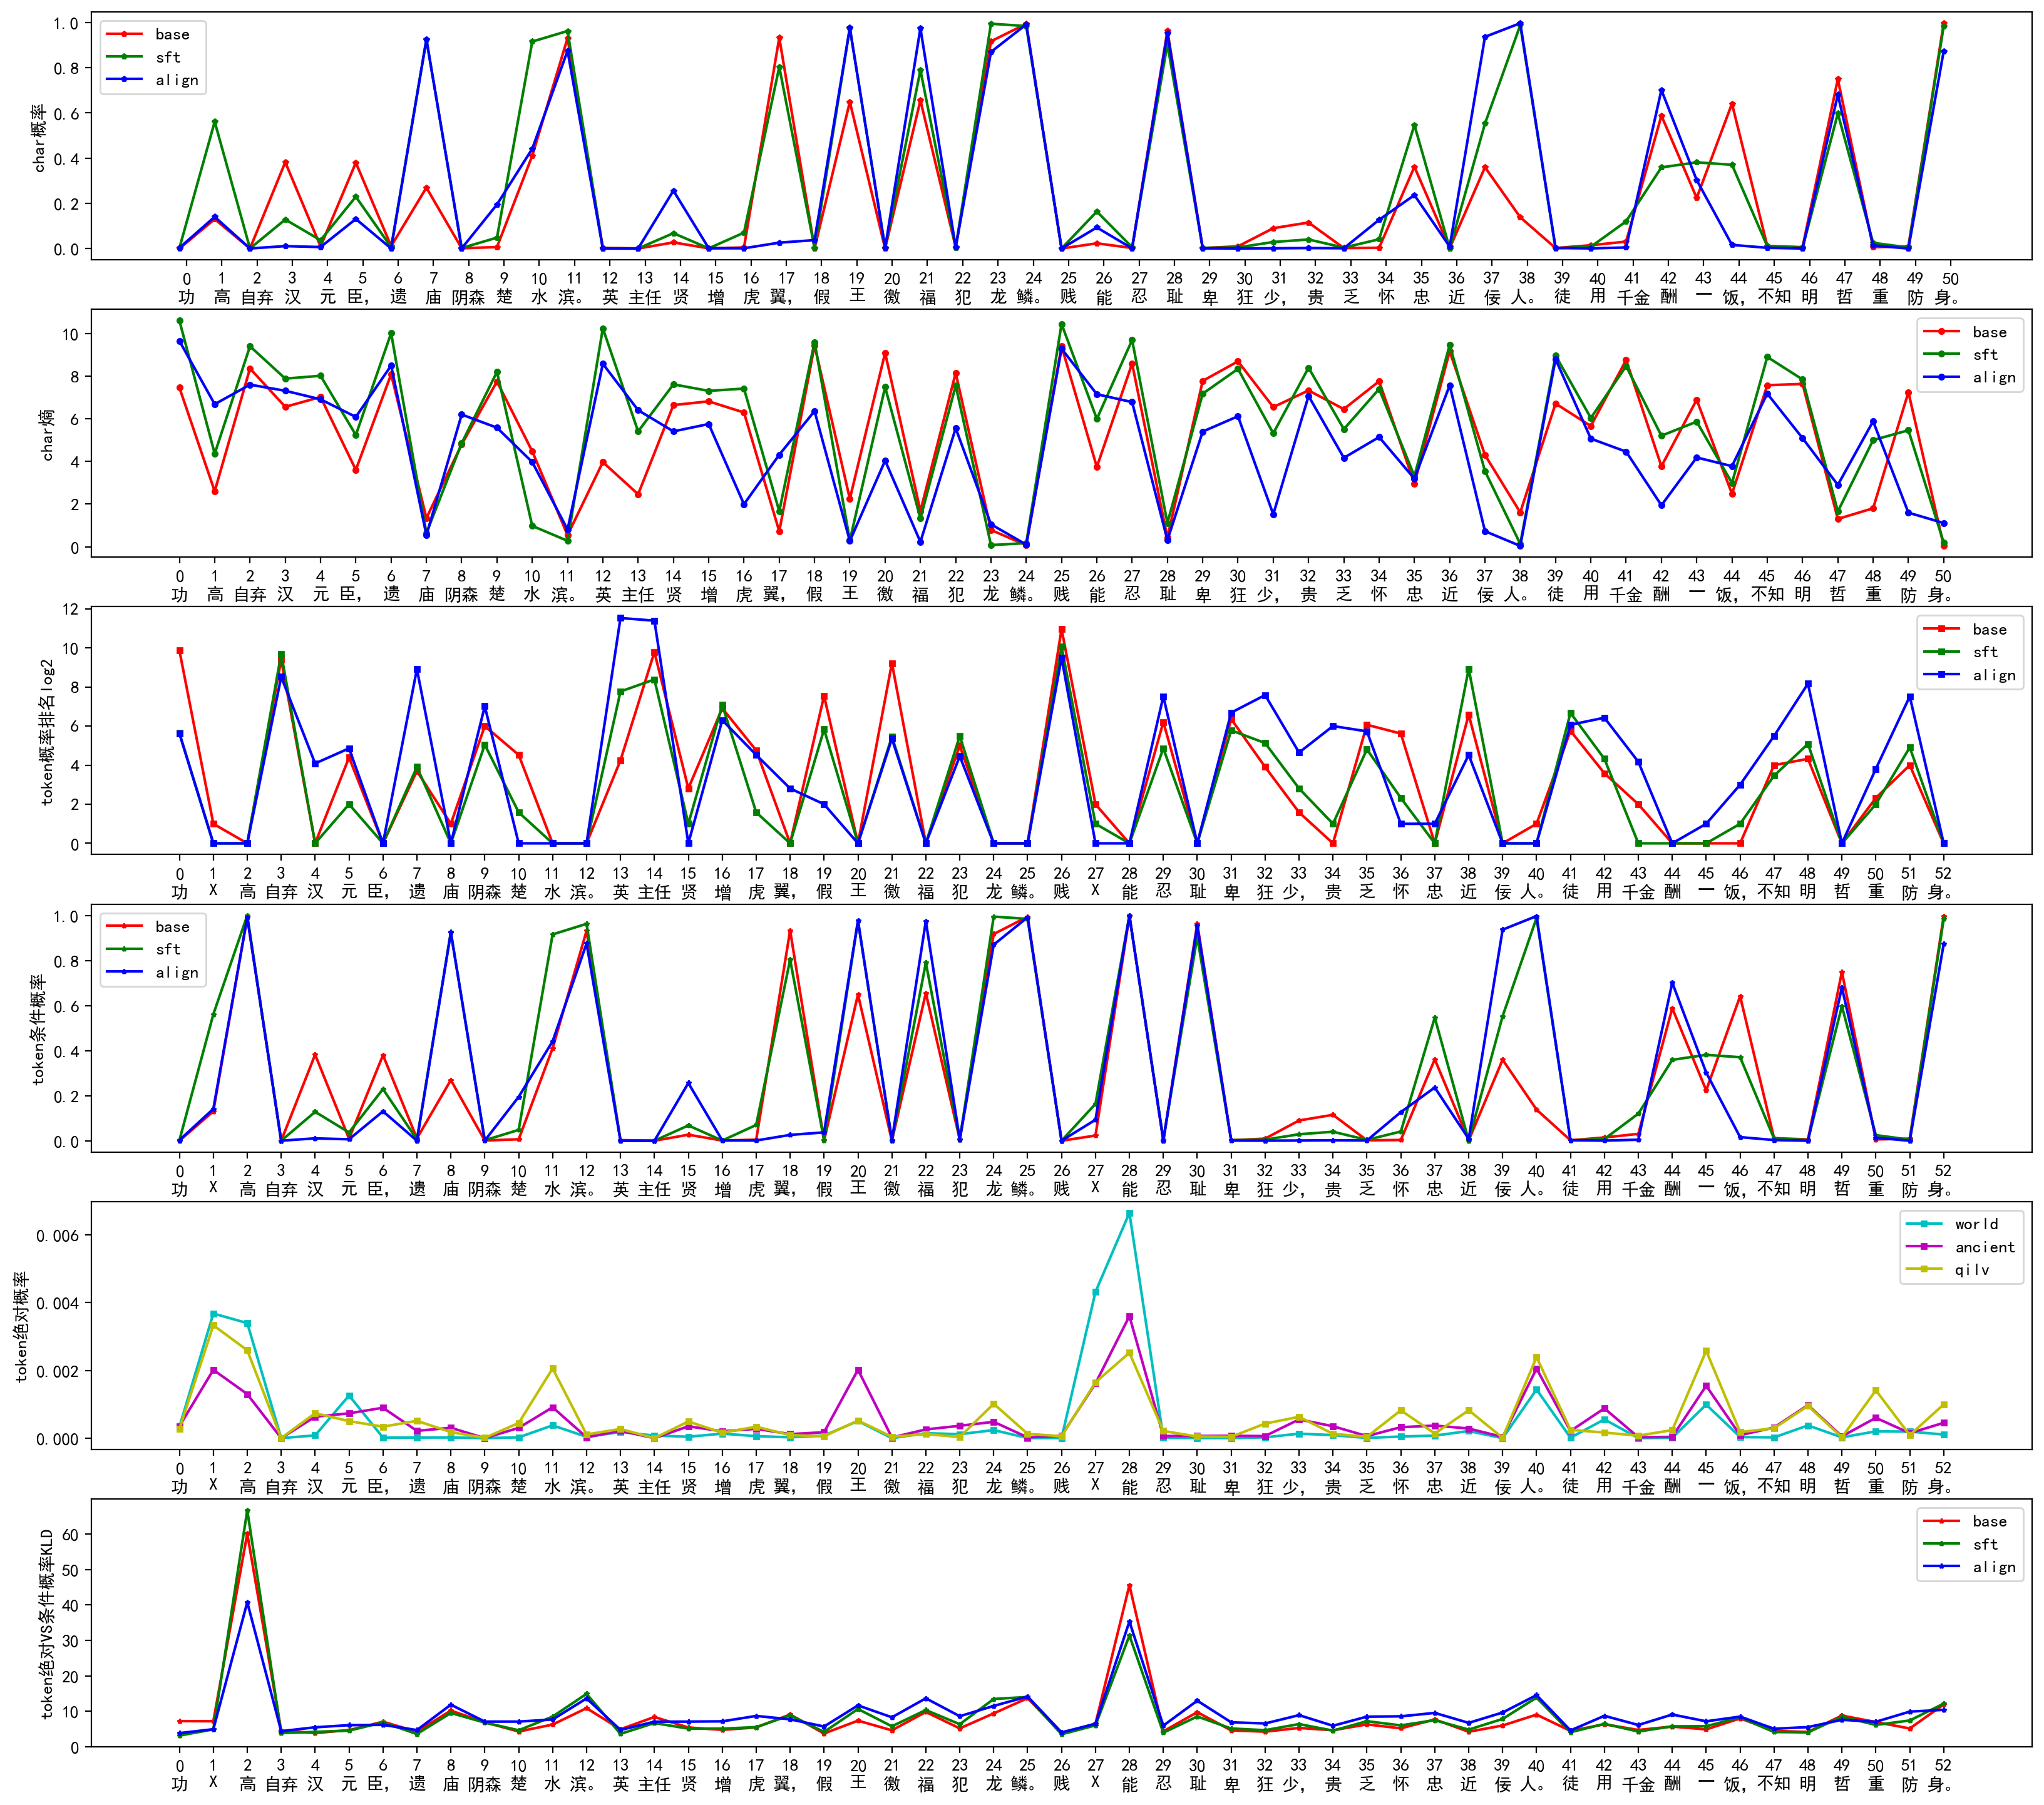 char概率
1.0
0.8
0.6
0.4
0.2
0.0
base
sft
align
0 1 2 3 4 5 6 7 8 9 10 11 12 13 14 15 16 17 18 19 20 21 22 23 24 25 26 27 28 29 30 31 32 33 34 35 36 37 38 39 40 41 42 43 44 45 46 47 48 49 50
功 高 自弃 汉 元 臣， 遗 庙 阴森 楚 水 滨。 英 主任 贤 增 虎 翼， 假 王 徼 福 犯 龙 鳞。 贱 能 忍 耻 卑 狂 少， 贵 乏 怀 忠 近 佞 人。 徒 用 千金 酬 一 饭， 不知 明 哲 重 防 身。
char熵
10
8
6
4
2
0
base
sft
align
0 1 2 3 4 5 6 7 8 9 10 11 12 13 14 15 16 17 18 19 20 21 22 23 24 25 26 27 28 29 30 31 32 33 34 35 36 37 38 39 40 41 42 43 44 45 46 47 48 49 50
功 高 自弃 汉 元 臣， 遗 庙 阴森 楚 水 滨。 英 主任 贤 增 虎 翼， 假 王 徼 福 犯 龙 鳞。 贱 能 忍 耻 卑 狂 少， 贵 乏 怀 忠 近 佞 人。 徒 用 千金 酬 一 饭， 不知 明 哲 重 防 身。
token概率排名log2
12
10
8
6
4
2
0
base
sft
align
0 1 2 3 4 5 6 7 8 9 10 11 12 13 14 15 16 17 18 19 20 21 22 23 24 25 26 27 28 29 30 31 32 33 34 35 36 37 38 39 40 41 42 43 44 45 46 47 48 49 50 51 52
功 X 高 自弃 汉 元 臣， 遗 庙 阴森 楚 水 滨。 英 主任 贤 增 虎 翼， 假 王 徼 福 犯 龙 鳞。 贱 X 能 忍 耻 卑 狂 少， 贵 乏 怀 忠 近 佞 人。 徒 用 千金 酬 一 饭， 不知 明 哲 重 防 身。
token条件概率
1.0
0.8
0.6
0.4
0.2
0.0
base
sft
align
0 1 2 3 4 5 6 7 8 9 10 11 12 13 14 15 16 17 18 19 20 21 22 23 24 25 26 27 28 29 30 31 32 33 34 35 36 37 38 39 40 41 42 43 44 45 46 47 48 49 50 51 52
功 X 高 自弃 汉 元 臣， 遗 庙 阴森 楚 水 滨。 英 主任 贤 增 虎 翼， 假 王 徼 福 犯 龙 鳞。 贱 X 能 忍 耻 卑 狂 少， 贵 乏 怀 忠 近 佞 人。 徒 用 千金 酬 一 饭， 不知 明 哲 重 防 身。
token绝对概率
0.006
0.004
0.002
0.000
world
ancient
qilv
0 1 2 3 4 5 6 7 8 9 10 11 12 13 14 15 16 17 18 19 20 21 22 23 24 25 26 27 28 29 30 31 32 33 34 35 36 37 38 39 40 41 42 43 44 45 46 47 48 49 50 51 52
功 X 高 自弃 汉 元 臣， 遗 庙 阴森 楚 水 滨。 英 主任 贤 增 虎 翼， 假 王 徼 福 犯 龙 鳞。 贱 X 能 忍 耻 卑 狂 少， 贵 乏 怀 忠 近 佞 人。 徒 用 千金 酬 一 饭， 不知 明 哲 重 防 身。
token绝对VS条件概率KLD
60
50
40
30
20
10
0
base
sft
align
0 1 2 3 4 5 6 7 8 9 10 11 12 13 14 15 16 17 18 19 20 21 22 23 24 25 26 27 28 29 30 31 32 33 34 35 36 37 38 39 40 41 42 43 44 45 46 47 48 49 50 51 52
功 X 高 自弃 汉 元 臣， 遗 庙 阴森 楚 水 滨。 英 主任 贤 增 虎 翼， 假 王 徼 福 犯 龙 鳞。 贱 X 能 忍 耻 卑 狂 少， 贵 乏 怀 忠 近 佞 人。 徒 用 千金 酬 一 饭， 不知 明 哲 重 防 身。